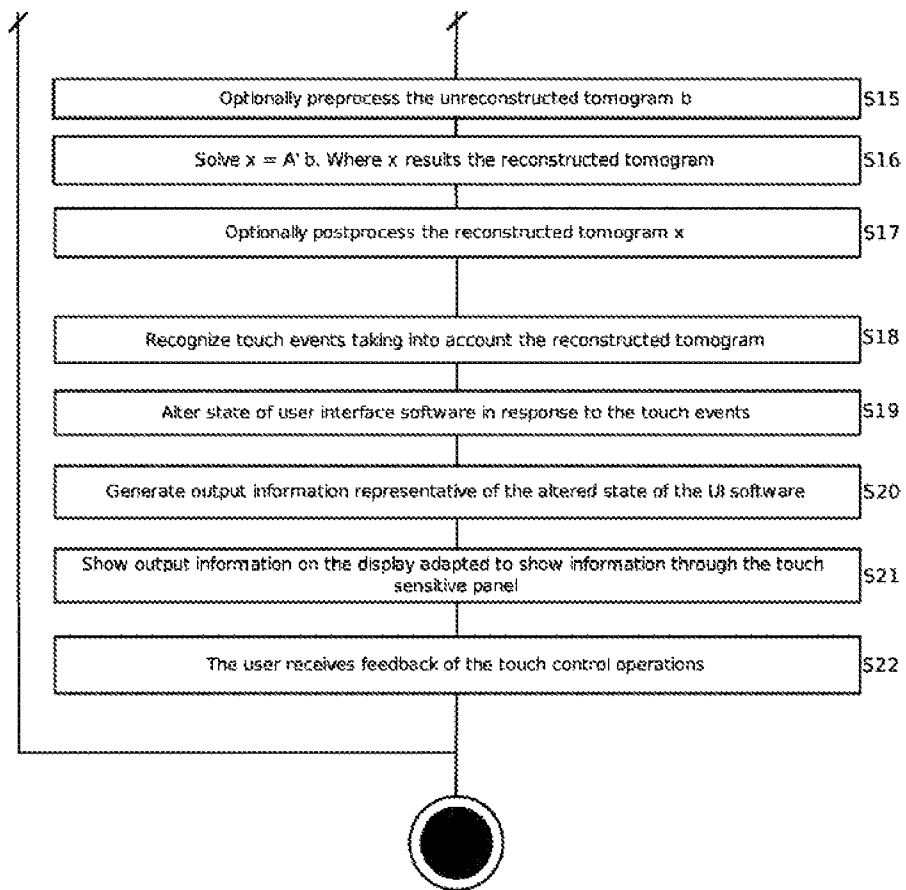 Optionally preprocess the unreconstructed tomogram b
S15
Solve x = A' b. Where x results the reconstructed tomogram
S16
Optionally postprocess the reconstructed tomogram x
S17
Recognize touch events taking into account the reconstructed tomogram
S18
Alter state of user interface software in response to the touch events
S19
Generate output information representative of the altered state of the UI software
S20
Show output information on the display adapted to show information through the touch
sensitive panel
S21
The user receives feedback of the touch control operations
S22